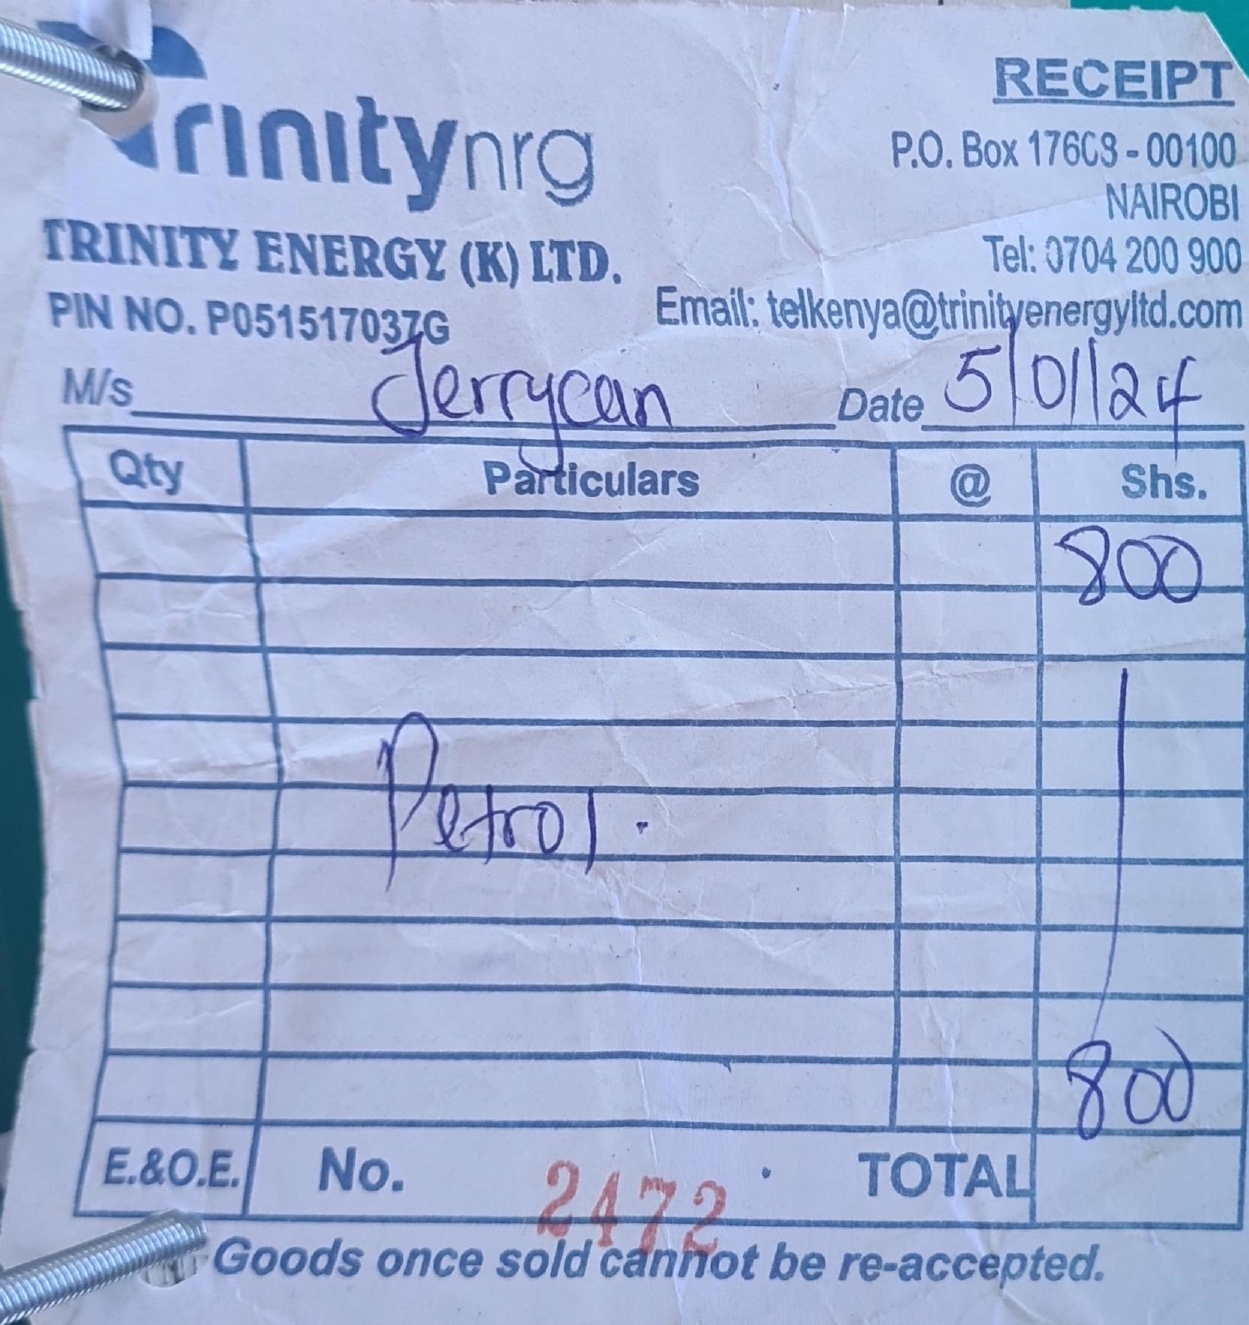 Trinitynrg
RECEIPT
P.O. Box 17603 - 00100
NAIROBI
TRINITY ENERGY (K) LTD.
Tel: 0704 200 900
PIN NO. P051517037G
Email: telkenya@trinityenergyltd.com
M/s Jerrycan Date 5/01/24
Qty Particulars @ Shs.
800
Petrol.
800
E.&O.E. No. 2472 TOTAL
Goods once sold cannot be re-accepted.